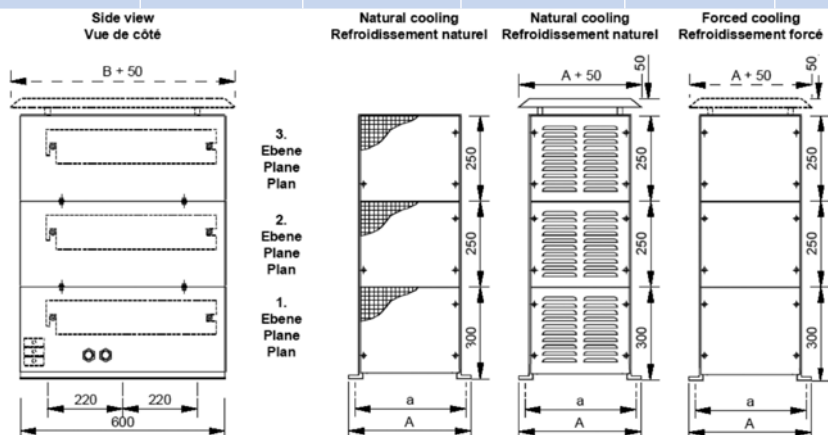 Side view
Vue de côté
Natural cooling
Refroidissement naturel
Natural cooling
Refroidissement naturel
Forced cooling
Refroidissement forcé
B + 50
A + 50
50
A + 50
50
3.
Ebene
Plane
Plan
250
250
250
2.
Ebene
Plane
Plan
250
250
250
1.
Ebene
Plane
Plan
300
300
300
220
220
600
a
A
a
A
a
A